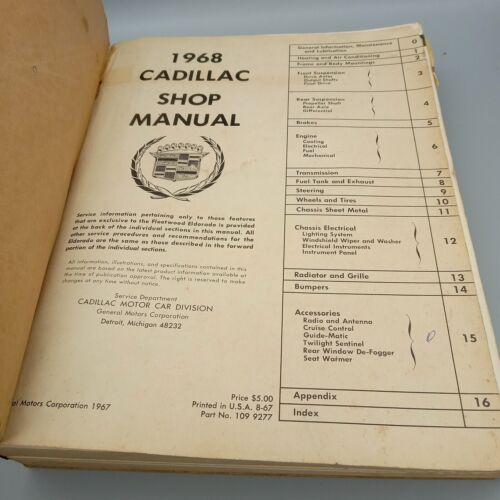 1968
CADILLAC
SHOP
MANUAL
Service information pertaining only to those features
that are exclusive to the Fleetwood Eldorado is provided
at the back of the individual sections in this manual. All
other service procedures and recommendations for the
Eldorado are the same as those described in the forward
portion of the individual sections.
All information, illustrations, and specifications contained in this
manual are based on the latest product information available at
the time of publication approval. The right is reserved to make
changes at any time without notice.
Service Department
CADILLAC MOTOR CAR DIVISION
General Motors Corporation
Detroit, Michigan 48232
al Motors Corporation 1967
Price $5.00
Printed in U.S.A. 8-67
Part No. 109 9277
General Information, Maintenance
and Lubrication 0
Heating and Air Conditioning 1
Frame and Body Mountings 2
Front Suspension
Drive Axles
Output Shafts
Final Drive
3
Rear Suspension
Propeller Shaft
Rear Axle
Differential
4
Brakes 5
Engine
Cooling
Electrical
Fuel
Mechanical
6
Transmission 7
Fuel Tank and Exhaust 8
Steering 9
Wheels and Tires 10
Chassis Sheet Metal 11
Chassis Electrical
Lighting System
Windshield Wiper and Washer
Electrical Instruments
Instrument Panel
12
Radiator and Grille 13
Bumpers 14
Accessories
Radio and Antenna
Cruise Control
Guide-Matic
Twilight Sentinel
Rear Window De-Fogger
Seat Warmer
15
Appendix 16
Index